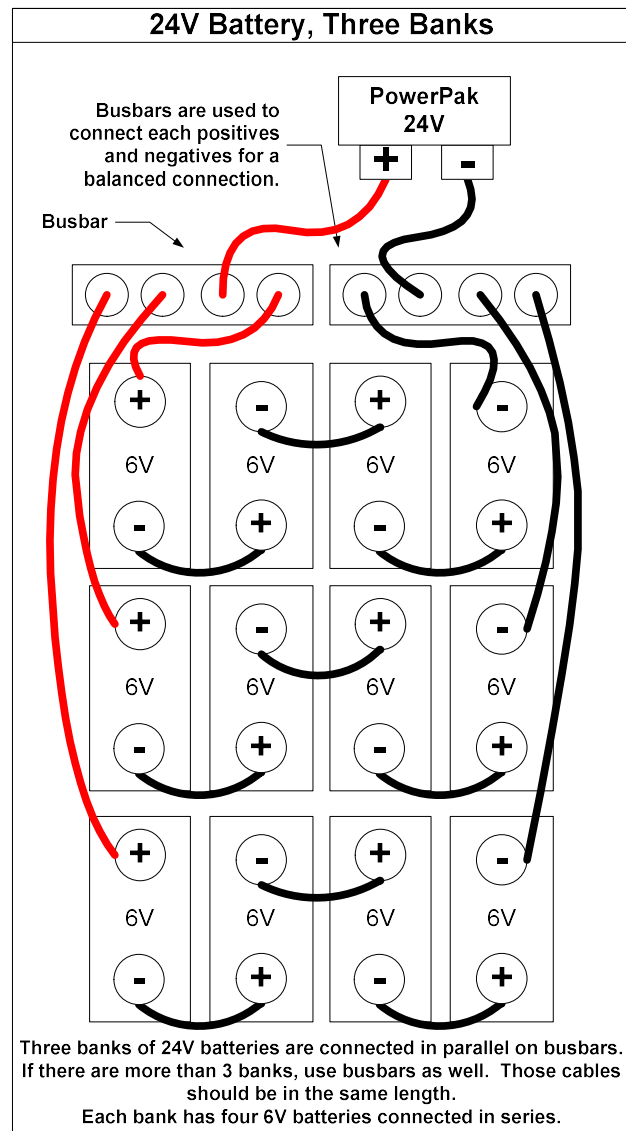 24V Battery, Three Banks
PowerPak
24V
+ -
Busbars are used to
connect each positives
and negatives for a
balanced connection.
Busbar
+ - + -
6V 6V 6V 6V
- + - +
+ - + -
6V 6V 6V 6V
- + - +
+ - + -
6V 6V 6V 6V
- + - +
Three banks of 24V batteries are connected in parallel on busbars.
If there are more than 3 banks, use busbars as well.  Those cables
should be in the same length.
Each bank has four 6V batteries connected in series.